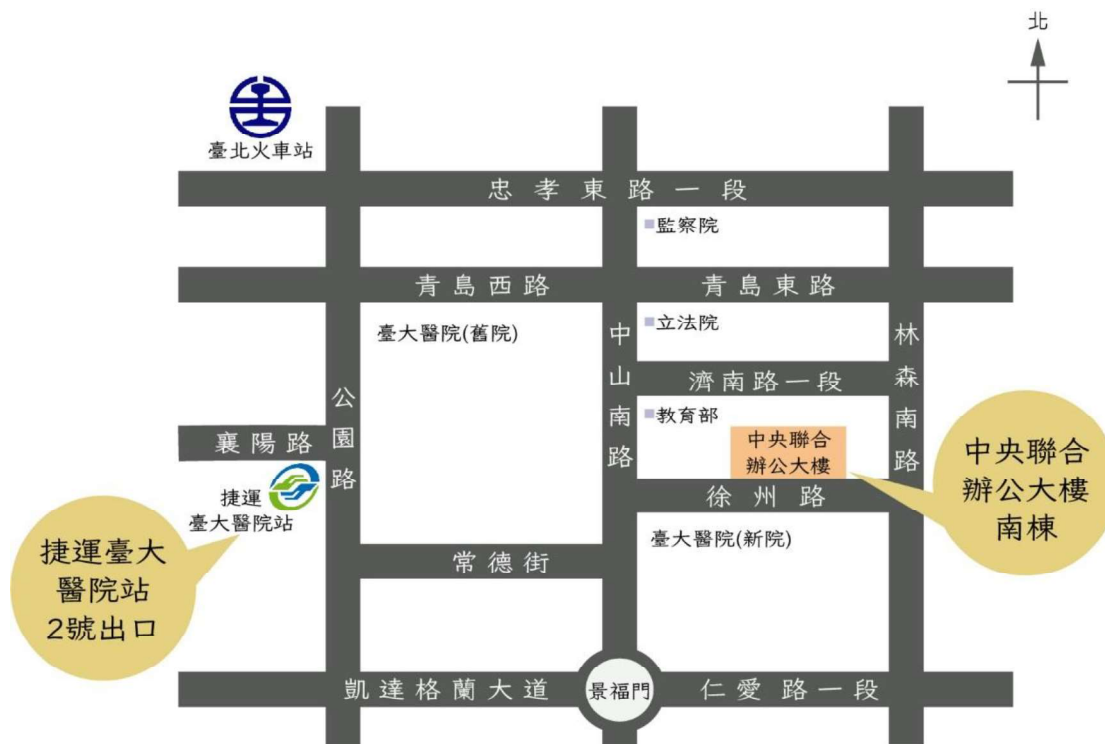 北
臺北火車站
忠孝東路一段
監察院
青島西路
青島東路
臺大醫院(舊院)
中山南路
立法院
林森南路
濟南路一段
公園路
教育部
襄陽路
中央聯合
辦公大樓
中央聯合
辦公大樓
南棟
捷運
臺大醫院站
徐州路
臺大醫院(新院)
捷運臺大
醫院站
2號出口
常德街
凱達格蘭大道
景福門
仁愛路一段